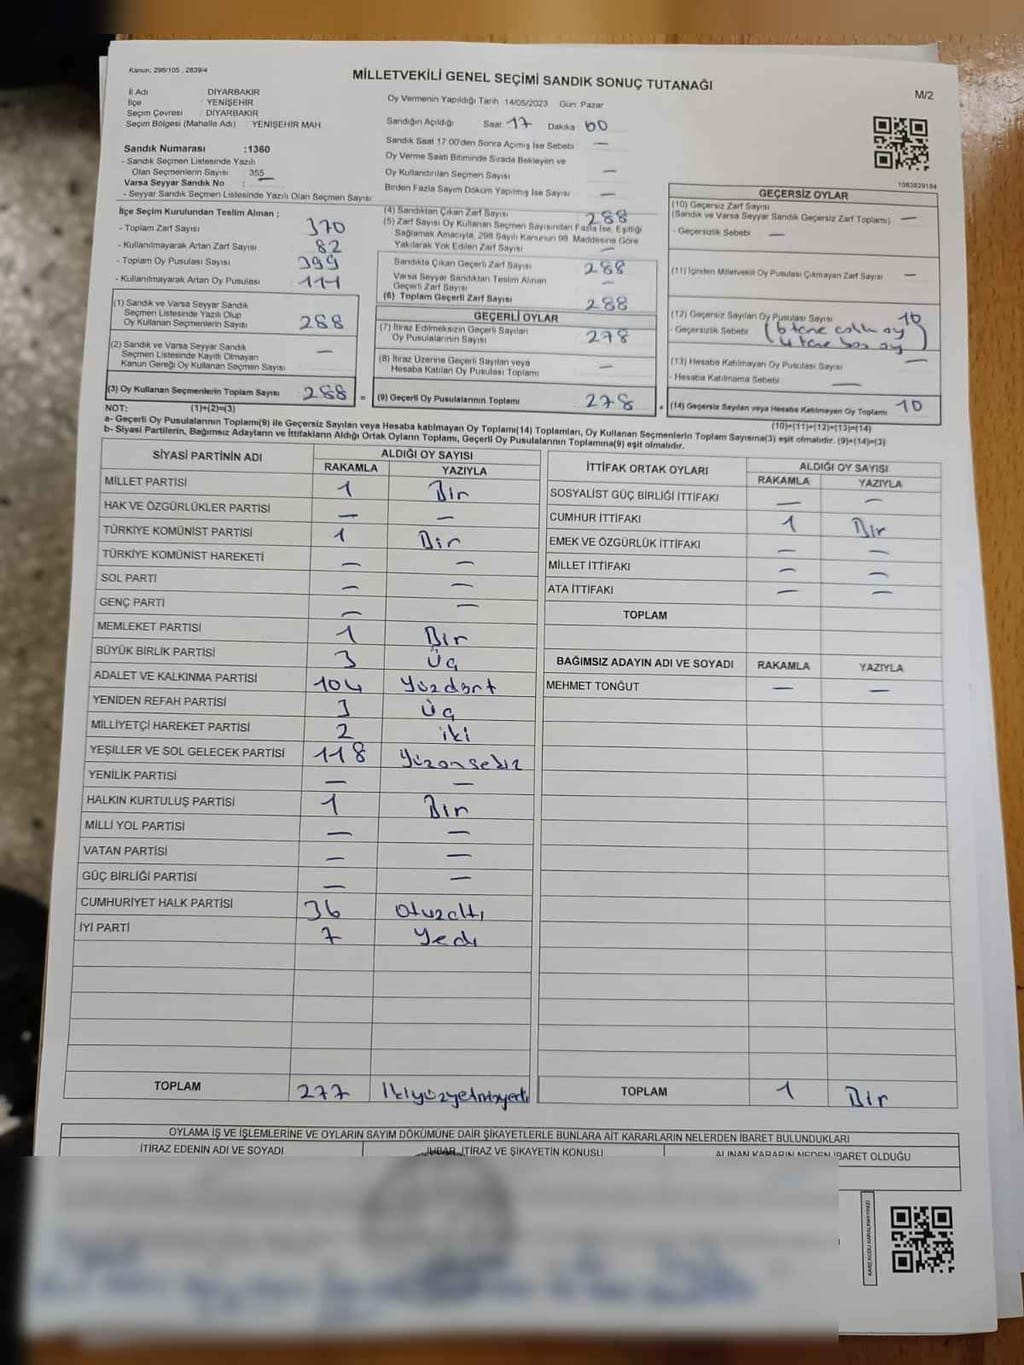 Kanun, 298/105 , 2839/4
MİLLETVEKİLİ GENEL SEÇİMİ SANDIK SONUÇ TUTANAĞI
M/2
İl Adı DİYARBAKIR
İlçe YENİŞEHİR
Seçim Çevresi DİYARBAKIR
Seçim Bölgesi (Mahalle Adı) YENİŞEHİR MAH.
Sandık Numarası :1360
- Sandık Seçmen Listesinde Yazılı
Olan Seçmenlerin Sayısı 355
Varsa Seyyar Sandık No : —
- Seyyar Sandık Seçmen Listesinde Yazılı Olan Seçmen Sayısı
Oy Vermenin Yapıldığı Tarih 14/05/2023 Gün: Pazar
Sandığın Açıldığı Saat: 17 Dakika 00
Sandık Saat 17:00'den Sonra Açılmış İse Sebebi —
Oy Verme Saati Bitiminde Sırada Bekleyen ve
Oy Kullandırılan Seçmen Sayısı —
Birden Fazla Sayım Döküm Yapılmış İse Sayısı —
1083839184
İlçe Seçim Kurulundan Teslim Alınan ;
- Toplam Zarf Sayısı 370
- Kullanılmayarak Artan Zarf Sayısı 82
- Toplam Oy Pusulası Sayısı 399
- Kullanılmayarak Artan Oy Pusulası 111
(1) Sandık ve Varsa Seyyar Sandık
Seçmen Listesinde Yazılı Olup
Oy Kullanan Seçmenlerin Sayısı 288
(2) Sandık ve Varsa Seyyar Sandık
Seçmen Listesinde Kayıtlı Olmayan
Kanun Gereği Oy Kullanan Seçmen Sayısı —
(3) Oy Kullanan Seçmenlerin Toplam Sayısı 288 =
(4) Sandıktan Çıkan Zarf Sayısı 288
(5) Zarf Sayısı Oy Kullanan Seçmen Sayısından Fazla İse, Eşitliği
Sağlamak Amacıyla, 298 Sayılı Kanunun 98. Maddesine Göre
Yakılarak Yok Edilen Zarf Sayısı —
Sandıkta Çıkan Geçerli Zarf Sayısı 288
Varsa Seyyar Sandıktan Teslim Alınan
Geçerli Zarf Sayısı —
(6) Toplam Geçerli Zarf Sayısı 288
GEÇERLİ OYLAR
(7) İtiraz Edilmeksizin Geçerli Sayılan
Oy Pusulalarının Sayısı 278
(8) İtiraz Üzerine Geçerli Sayılan veya
Hesaba Katılan Oy Pusulası Toplamı —
(9) Geçerli Oy Pusulalarının Toplamı 278 +
GEÇERSİZ OYLAR
(10) Geçersiz Zarf Sayısı
(Sandık ve Varsa Seyyar Sandık Geçersiz Zarf Toplamı) —
- Geçersizlik Sebebi —
(11) İçinden Milletvekili Oy Pusulası Çıkmayan Zarf Sayısı —
(12) Geçersiz Sayılan Oy Pusulası Sayısı 10
- Geçersizlik Sebebi (6 tane oy
4 tane boş oy)
(13) Hesaba Katılmayan Oy Pusulası Sayısı —
- Hesaba Katılmama Sebebi —
(14) Geçersiz Sayılan veya Hesaba Katılmayan Oy Toplamı 10
NOT: (1)+(2)=(3) (10)+(11)+(12)+(13)=(14)
a- Geçerli Oy Pusulalarının Toplamı(9) ile Geçersiz Sayılan veya Hesaba katılmayan Oy Toplamı(14) Toplamları, Oy Kullanan Seçmenlerin Toplam Sayısına(3) eşit olmalıdır. (9)+(14)=(3)
b- Siyasi Partilerin, Bağımsız Adayların ve İttifakların Aldığı Ortak Oyların Toplamı, Geçerli Oy Pusulalarının Toplamına(9) eşit olmalıdır.
SİYASİ PARTİNİN ADI ALDIĞI OY SAYISI
RAKAMLA YAZIYLA
MİLLET PARTİSİ 1 Bir
HAK VE ÖZGÜRLÜKLER PARTİSİ — —
TÜRKİYE KOMÜNİST PARTİSİ 1 Bir
TÜRKİYE KOMÜNİST HAREKETİ — —
SOL PARTİ — —
GENÇ PARTİ — —
MEMLEKET PARTİSİ 1 Bir
BÜYÜK BİRLİK PARTİSİ 3 Üç
ADALET VE KALKINMA PARTİSİ 104 Yüzdört
YENİDEN REFAH PARTİSİ 3 Üç
MİLLİYETÇİ HAREKET PARTİSİ 2 iki
YEŞİLLER VE SOL GELECEK PARTİSİ 118 Yüzonsekiz
YENİLİK PARTİSİ — —
HALKIN KURTULUŞ PARTİSİ 1 Bir
MİLLİ YOL PARTİSİ — —
VATAN PARTİSİ — —
GÜÇ BİRLİĞİ PARTİSİ — —
CUMHURİYET HALK PARTİSİ 36 otuzaltı
İYİ PARTİ 7 Yedi
TOPLAM 277 İkiyüzyetmişyedi
İTTİFAK ORTAK OYLARI ALDIĞI OY SAYISI
RAKAMLA YAZIYLA
SOSYALİST GÜÇ BİRLİĞİ İTTİFAKI — —
CUMHUR İTTİFAKI 1 Bir
EMEK VE ÖZGÜRLÜK İTTİFAKI — —
MİLLET İTTİFAKI — —
ATA İTTİFAKI — —
TOPLAM
BAĞIMSIZ ADAYIN ADI VE SOYADI RAKAMLA YAZIYLA
MEHMET TONĞUT — —
TOPLAM 1 Bir
OYLAMA İŞ VE İŞLEMLERİNE VE OYLARIN SAYIM DÖKÜMÜNE DAİR ŞİKAYETLERLE BUNLARA AİT KARARLARIN NELERDEN İBARET BULUNDUKLARI
İTİRAZ EDENİN ADI VE SOYADI İTİRAZ VE ŞİKAYETİN KONUSU ALINAN KARARIN NEDEN İBARET OLDUĞU